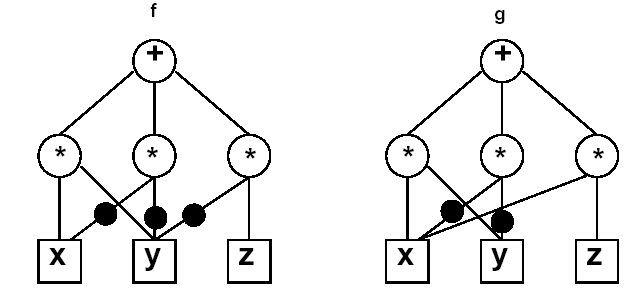 f g
+ +
* * * * * *
x y z x y z